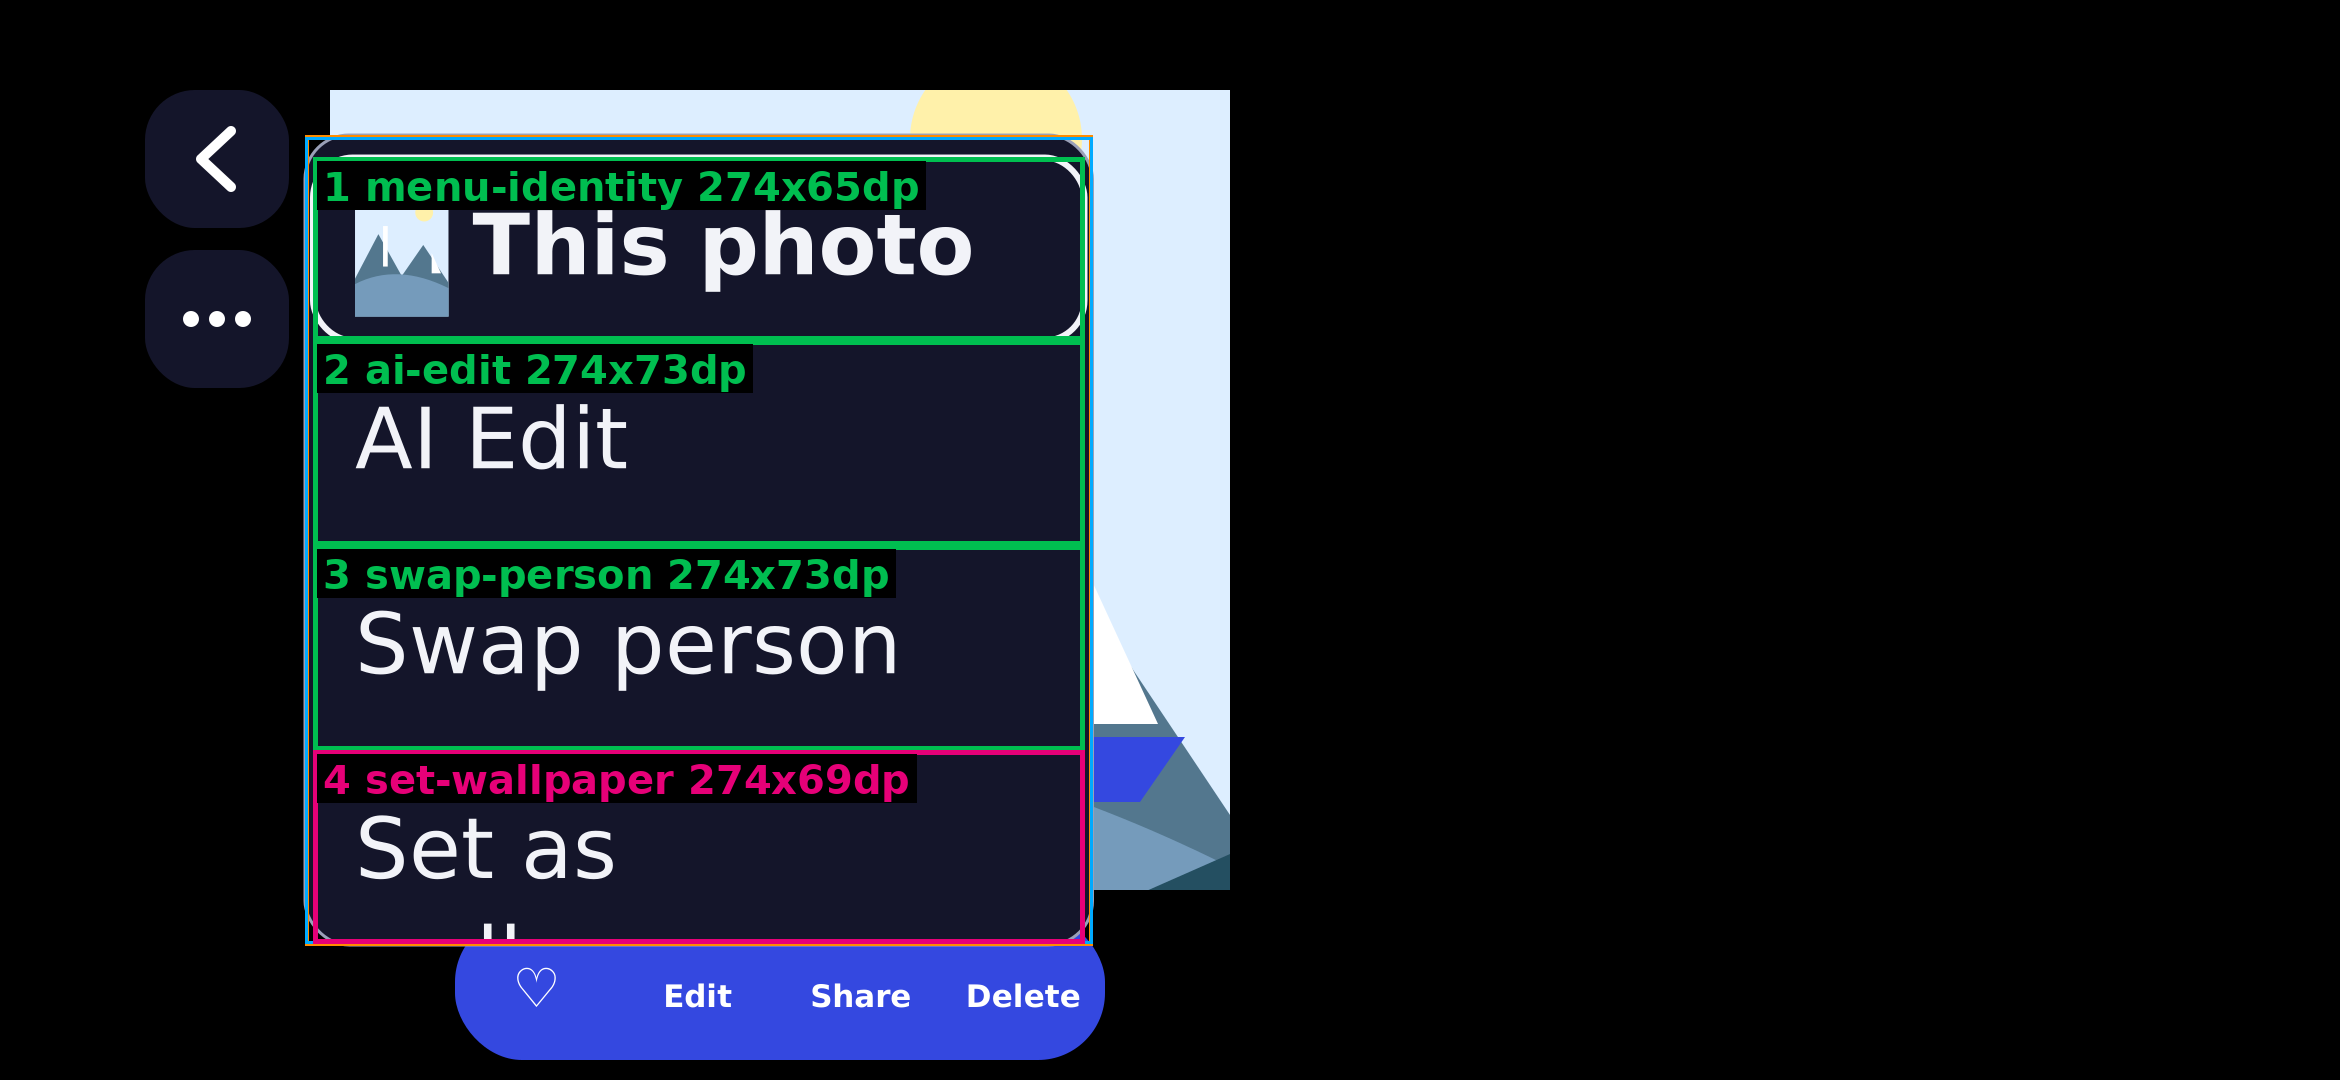 1 menu-identity 274x65dp
This photo
2 ai-edit 274x73dp
AI Edit
3 swap-person 274x73dp
Swap person
4 set-wallpaper 274x69dp
Set as
♡ Edit Share Delete